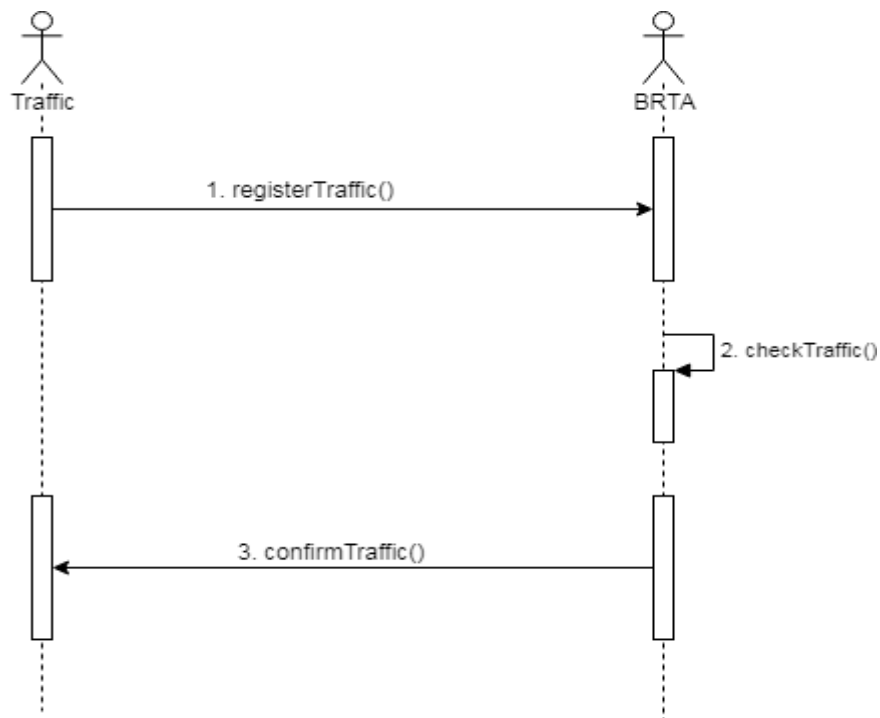 Traffic
BRTA
1. registerTraffic()
2. checkTraffic()
3. confirmTraffic()